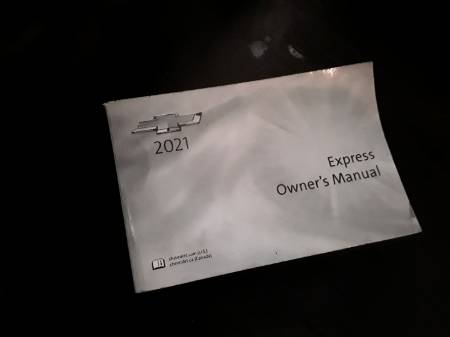 2021
Express
Owner's Manual
chevrolet.com (U.S.)
chevrolet.ca (Canada)